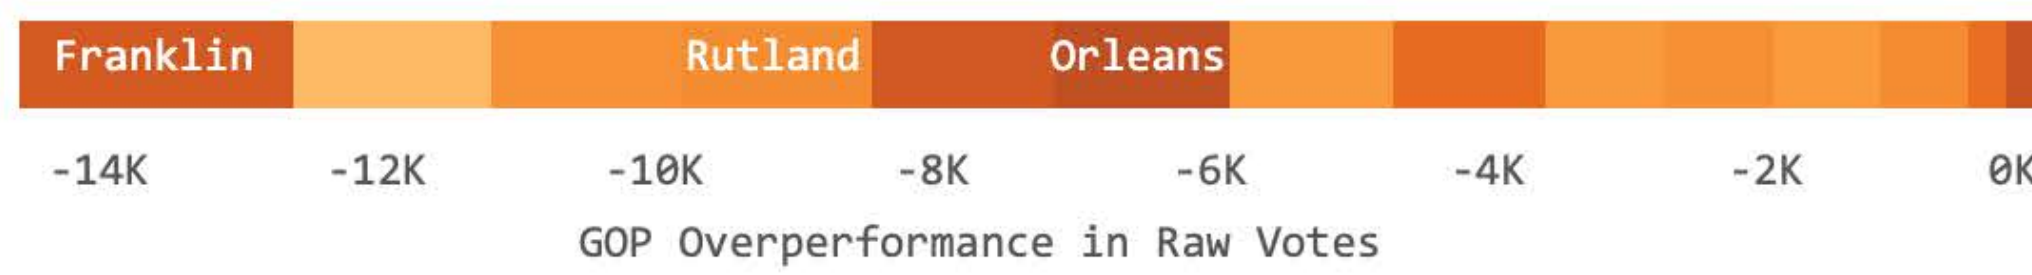 Franklin Rutland Orleans
-14K -12K -10K -8K -6K -4K -2K 0K
GOP Overperformance in Raw Votes